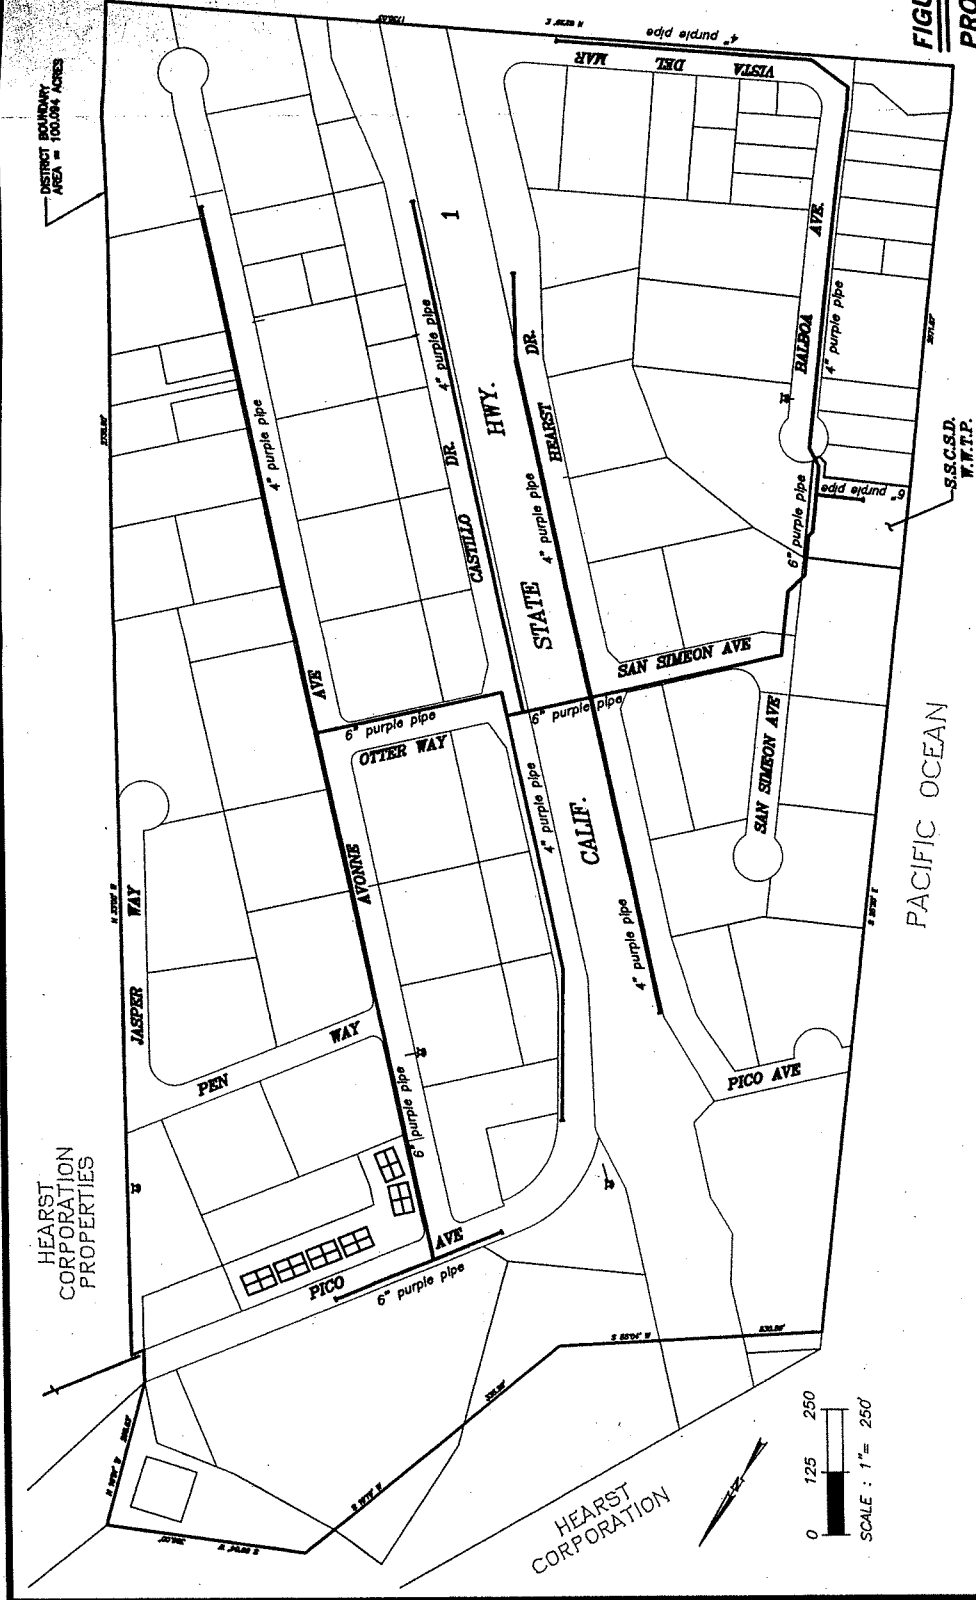 FIGU
PRO
DISTRICT BOUNDARY
AREA = 100.094 ACRES
4" purple pipe
VISTA DEL MAR
1
4" purple pipe
CASTILLO DR.
4" purple pipe
STATE HWY.
CALIF.
HEARST DR.
4" purple pipe
BALBOA AVE.
4" purple pipe
6" purple pipe
6" purple pipe
S.S.C.S.D.
W.W.T.P.
SAN SIMEON AVE
6" purple pipe
SAN SIMEON AVE
6" purple pipe
OTTER WAY
4" purple pipe
AVONNE AVE
4" purple pipe
JASPER WAY
PEN WAY
6" purple pipe
PICO AVE
6" purple pipe
PICO AVE
PACIFIC OCEAN
HEARST
CORPORATION
PROPERTIES
HEARST
CORPORATION
0 125 250
SCALE : 1"= 250'